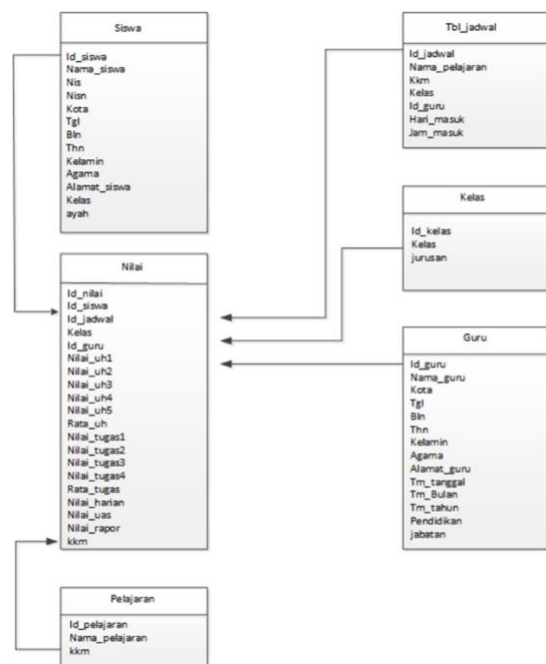 Siswa
Id_siswa
Nama_siswa
Nis
Nisn
Kota
Tgl
Bln
Thn
Kelamin
Agama
Alamat_siswa
Kelas
ayah
Nilai
Id_nilai
Id_siswa
Id_jadwal
Kelas
Id_guru
Nilai_uh1
Nilai_uh2
Nilai_uh3
Nilai_uh4
Nilai_uh5
Rata_uh
Nilai_tugas1
Nilai_tugas2
Nilai_tugas3
Nilai_tugas4
Rata_tugas
Nilai_harian
Nilai_uas
Nilai_rapor
kkm
Pelajaran
Id_pelajaran
Nama_pelajaran
kkm
Tbl_jadwal
Id_jadwal
Nama_pelajaran
Kkm
Kelas
Id_guru
Hari_masuk
Jam_masuk
Kelas
Id_kelas
Kelas
jurusan
Guru
Id_guru
Nama_guru
Kota
Tgl
Bln
Thn
Kelamin
Agama
Alamat_guru
Tm_tanggal
Tm_Bulan
Tm_tahun
Pendidikan
jabatan